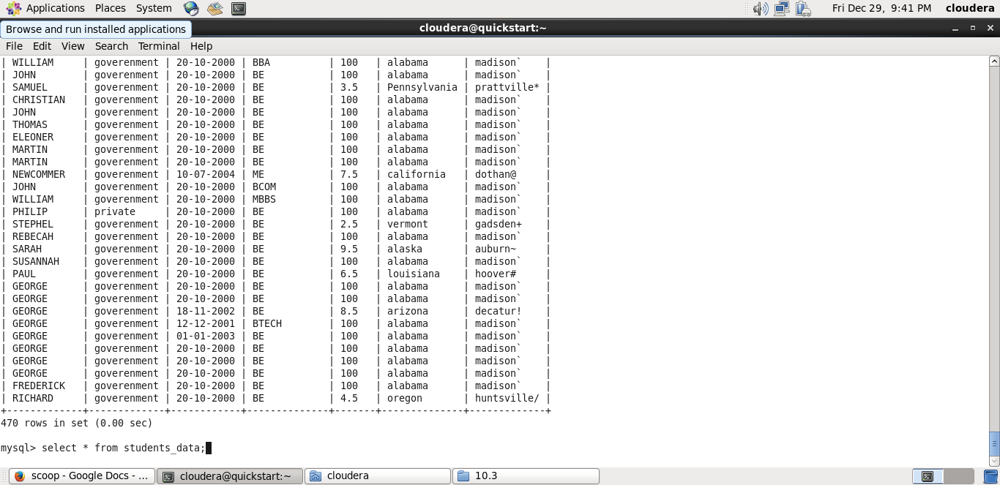 Applications Places System Fri Dec 29, 9:41 PM cloudera
Browse and run installed applications
cloudera@quickstart:~
File Edit View Search Terminal Help
| WILLIAM | goverenment | 20-10-2000 | BBA | 100 | alabama | madison` |
| JOHN | goverenment | 20-10-2000 | BE | 100 | alabama | madison` |
| SAMUEL | goverenment | 20-10-2000 | BE | 3.5 | Pennsylvania | prattville* |
| CHRISTIAN | goverenment | 20-10-2000 | BE | 100 | alabama | madison` |
| JOHN | goverenment | 20-10-2000 | BE | 100 | alabama | madison` |
| THOMAS | goverenment | 20-10-2000 | BE | 100 | alabama | madison` |
| ELEONER | goverenment | 20-10-2000 | BE | 100 | alabama | madison` |
| MARTIN | goverenment | 20-10-2000 | BE | 100 | alabama | madison` |
| MARTIN | goverenment | 20-10-2000 | BE | 100 | alabama | madison` |
| NEWCOMMER | goverenment | 10-07-2004 | ME | 7.5 | california | dothan@ |
| JOHN | goverenment | 20-10-2000 | BCOM | 100 | alabama | madison` |
| WILLIAM | goverenment | 20-10-2000 | MBBS | 100 | alabama | madison` |
| PHILIP | private | 20-10-2000 | BE | 100 | alabama | madison` |
| STEPHEL | goverenment | 20-10-2000 | BE | 2.5 | vermont | gadsden+ |
| REBECAH | goverenment | 20-10-2000 | BE | 100 | alabama | madison` |
| SARAH | goverenment | 20-10-2000 | BE | 9.5 | alaska | auburn~ |
| SUSANNAH | goverenment | 20-10-2000 | BE | 100 | alabama | madison` |
| PAUL | goverenment | 20-10-2000 | BE | 6.5 | louisiana | hoover# |
| GEORGE | goverenment | 20-10-2000 | BE | 100 | alabama | madison` |
| GEORGE | goverenment | 20-10-2000 | BE | 100 | alabama | madison` |
| GEORGE | goverenment | 18-11-2002 | BE | 8.5 | arizona | decatur! |
| GEORGE | goverenment | 12-12-2001 | BTECH | 100 | alabama | madison` |
| GEORGE | goverenment | 01-01-2003 | BE | 100 | alabama | madison` |
| GEORGE | goverenment | 20-10-2000 | BE | 100 | alabama | madison` |
| GEORGE | goverenment | 20-10-2000 | BE | 100 | alabama | madison` |
| GEORGE | goverenment | 20-10-2000 | BE | 100 | alabama | madison` |
| FREDERICK | goverenment | 20-10-2000 | BE | 100 | alabama | madison` |
| RICHARD | goverenment | 20-10-2000 | BE | 4.5 | oregon | huntsville/ |
+-------------+-------------+------------+--------------+-------+--------------+-------------+
470 rows in set (0.00 sec)
mysql> select * from students_data;
scoop - Google Docs - ... cloudera@quickstart:~ cloudera 10.3